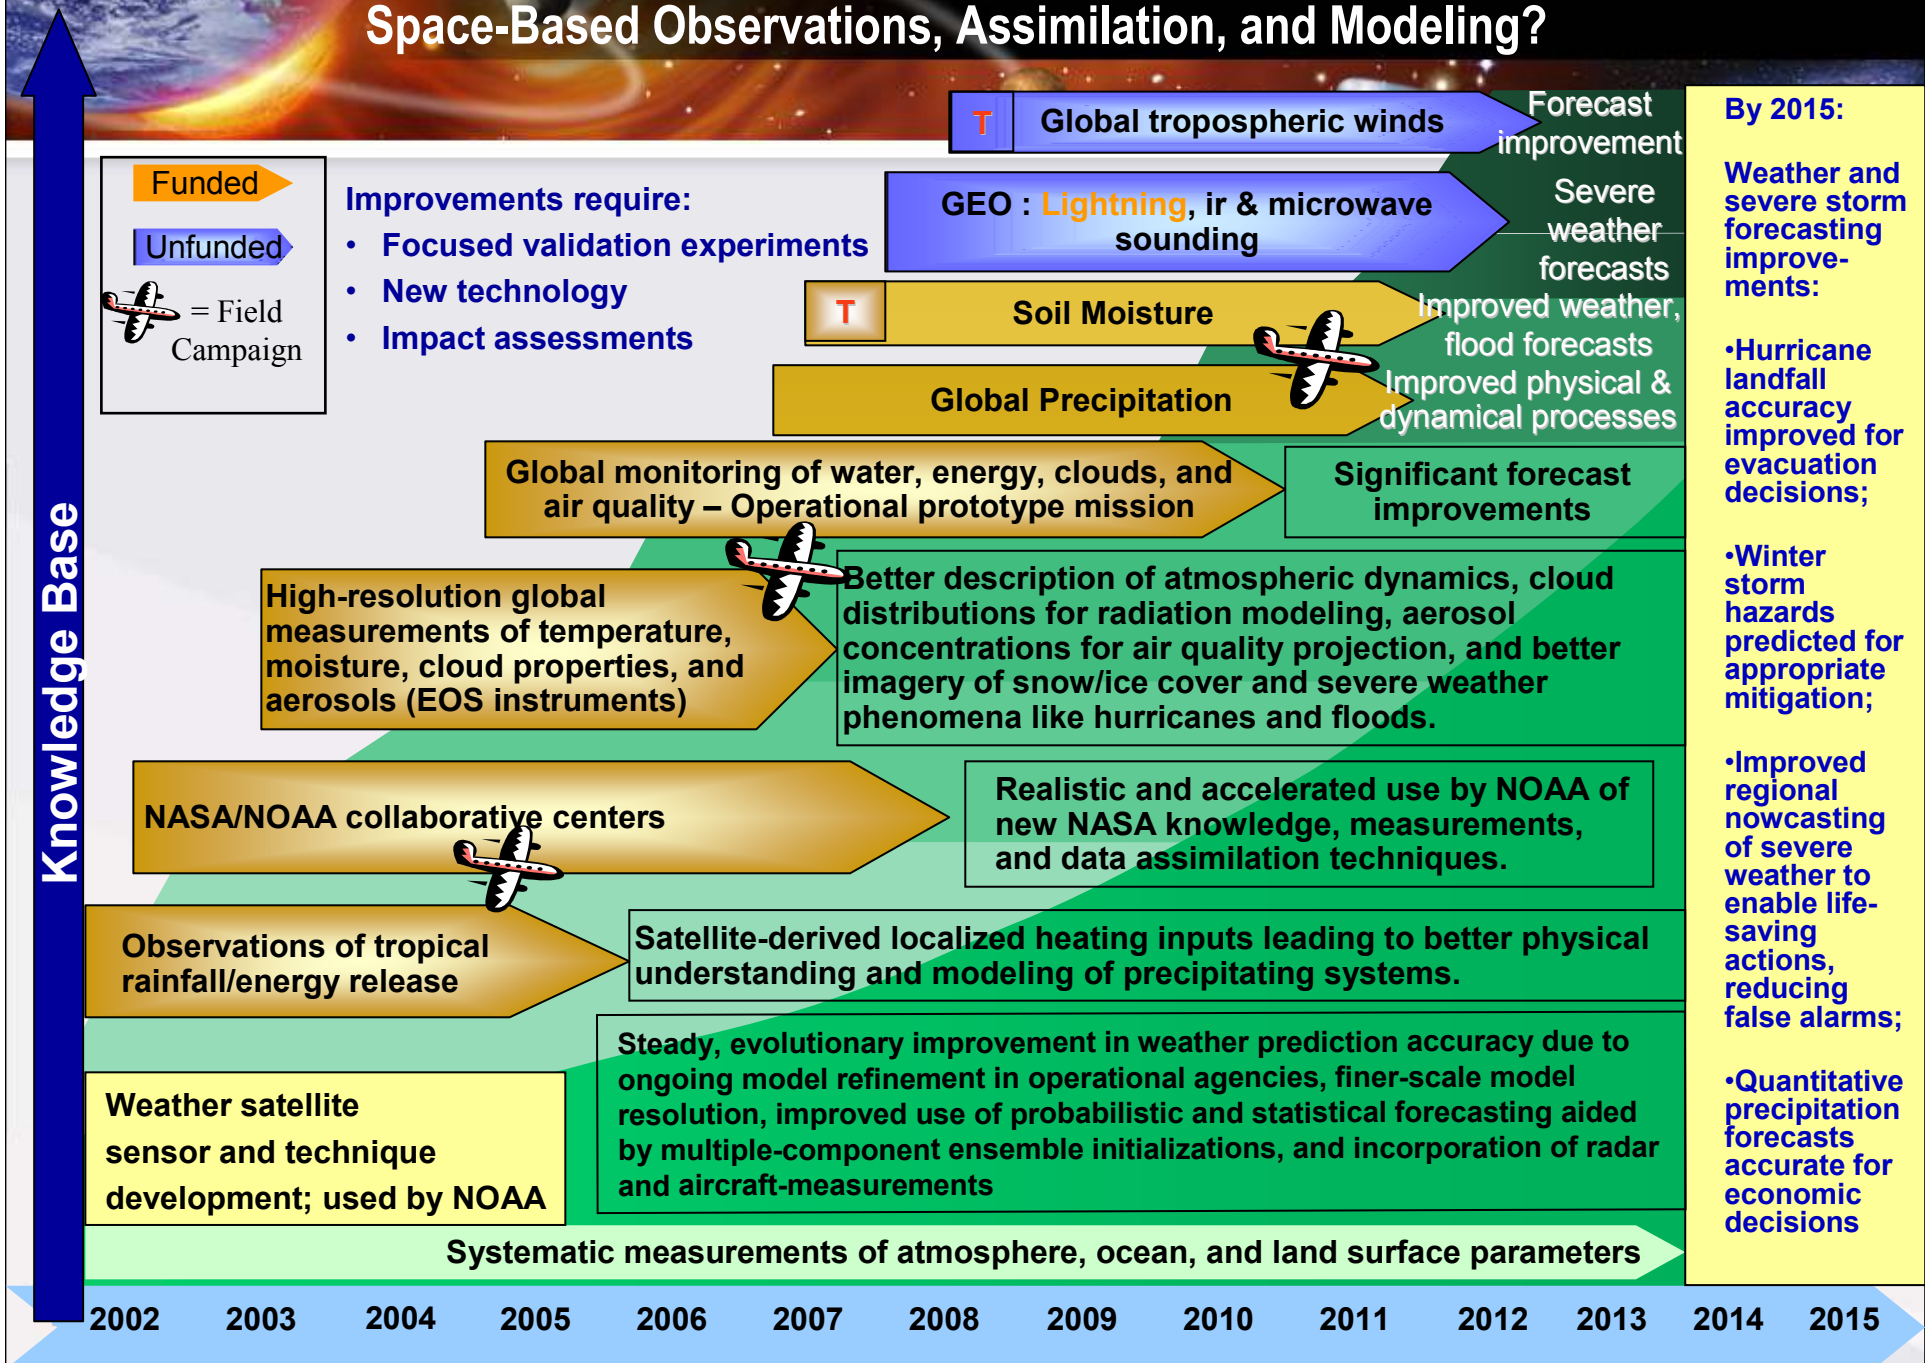 Space-Based Observations, Assimilation, and Modeling?
T
Global tropospheric winds
Forecast
improvement
Funded
Unfunded
= Field
Campaign
Improvements require:
• Focused validation experiments
• New technology
• Impact assessments
GEO : Lightning, ir & microwave
sounding
Severe
weather
forecasts
T
Soil Moisture
Improved weather,
flood forecasts
Global Precipitation
Improved physical &
dynamical processes
Global monitoring of water, energy, clouds, and
air quality – Operational prototype mission
Significant forecast
improvements
High-resolution global
measurements of temperature,
moisture, cloud properties, and
aerosols (EOS instruments)
Better description of atmospheric dynamics, cloud
distributions for radiation modeling, aerosol
concentrations for air quality projection, and better
imagery of snow/ice cover and severe weather
phenomena like hurricanes and floods.
NASA/NOAA collaborative centers
Realistic and accelerated use by NOAA of
new NASA knowledge, measurements,
and data assimilation techniques.
Observations of tropical
rainfall/energy release
Satellite-derived localized heating inputs leading to better physical
understanding and modeling of precipitating systems.
Weather satellite
sensor and technique
development; used by NOAA
Steady, evolutionary improvement in weather prediction accuracy due to
ongoing model refinement in operational agencies, finer-scale model
resolution, improved use of probabilistic and statistical forecasting aided
by multiple-component ensemble initializations, and incorporation of radar
and aircraft-measurements
Systematic measurements of atmosphere, ocean, and land surface parameters
Knowledge Base
By 2015:
Weather and
severe storm
forecasting
improve-
ments:
•Hurricane
landfall
accuracy
improved for
evacuation
decisions;
•Winter
storm
hazards
predicted for
appropriate
mitigation;
•Improved
regional
nowcasting
of severe
weather to
enable life-
saving
actions,
reducing
false alarms;
•Quantitative
precipitation
forecasts
accurate for
economic
decisions
2002 2003 2004 2005 2006 2007 2008 2009 2010 2011 2012 2013 2014 2015